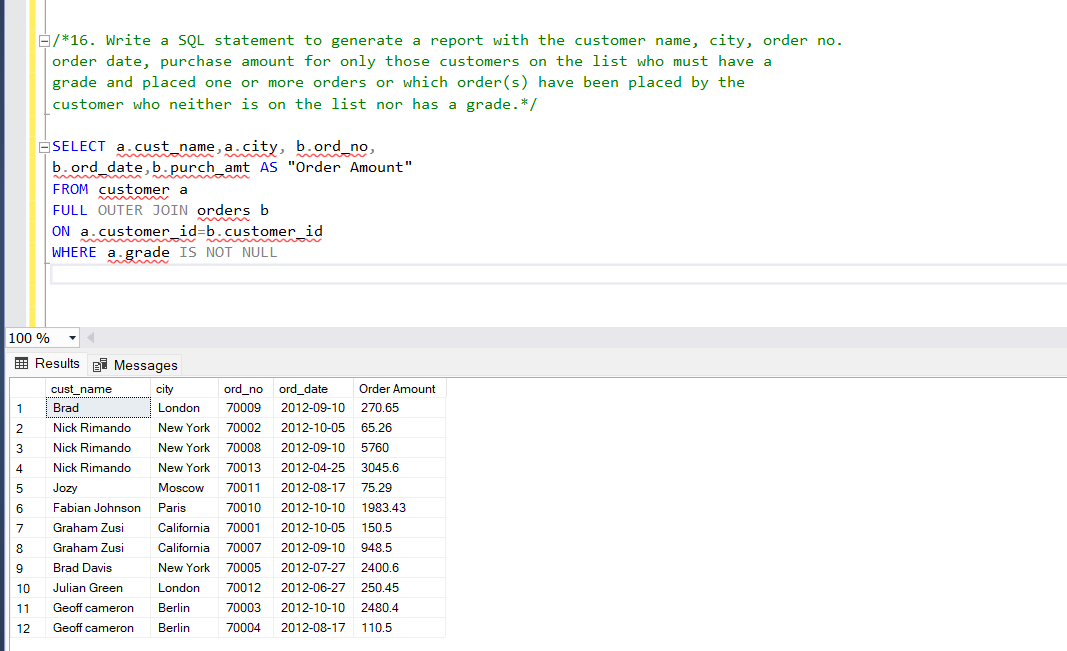 /*16. Write a SQL statement to generate a report with the customer name, city, order no.
order date, purchase amount for only those customers on the list who must have a
grade and placed one or more orders or which order(s) have been placed by the
customer who neither is on the list nor has a grade.*/
SELECT a.cust_name,a.city, b.ord_no,
b.ord_date,b.purch_amt AS "Order Amount"
FROM customer a
FULL OUTER JOIN orders b
ON a.customer_id=b.customer_id
WHERE a.grade IS NOT NULL
100 %
Results Messages
cust_name city ord_no ord_date Order Amount
1 Brad London 70009 2012-09-10 270.65
2 Nick Rimando New York 70002 2012-10-05 65.26
3 Nick Rimando New York 70008 2012-09-10 5760
4 Nick Rimando New York 70013 2012-04-25 3045.6
5 Jozy Moscow 70011 2012-08-17 75.29
6 Fabian Johnson Paris 70010 2012-10-10 1983.43
7 Graham Zusi California 70001 2012-10-05 150.5
8 Graham Zusi California 70007 2012-09-10 948.5
9 Brad Davis New York 70005 2012-07-27 2400.6
10 Julian Green London 70012 2012-06-27 250.45
11 Geoff cameron Berlin 70003 2012-10-10 2480.4
12 Geoff cameron Berlin 70004 2012-08-17 110.5